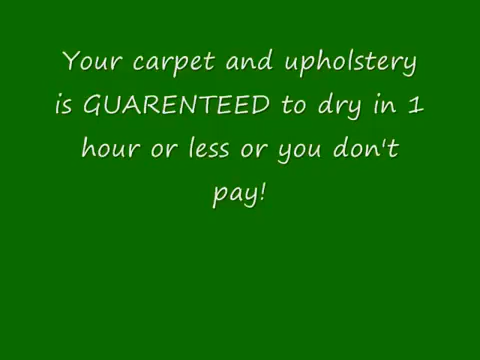 Your carpet and upholstery
is GUARENTEED to dry in 1
hour or less or you don't
pay!